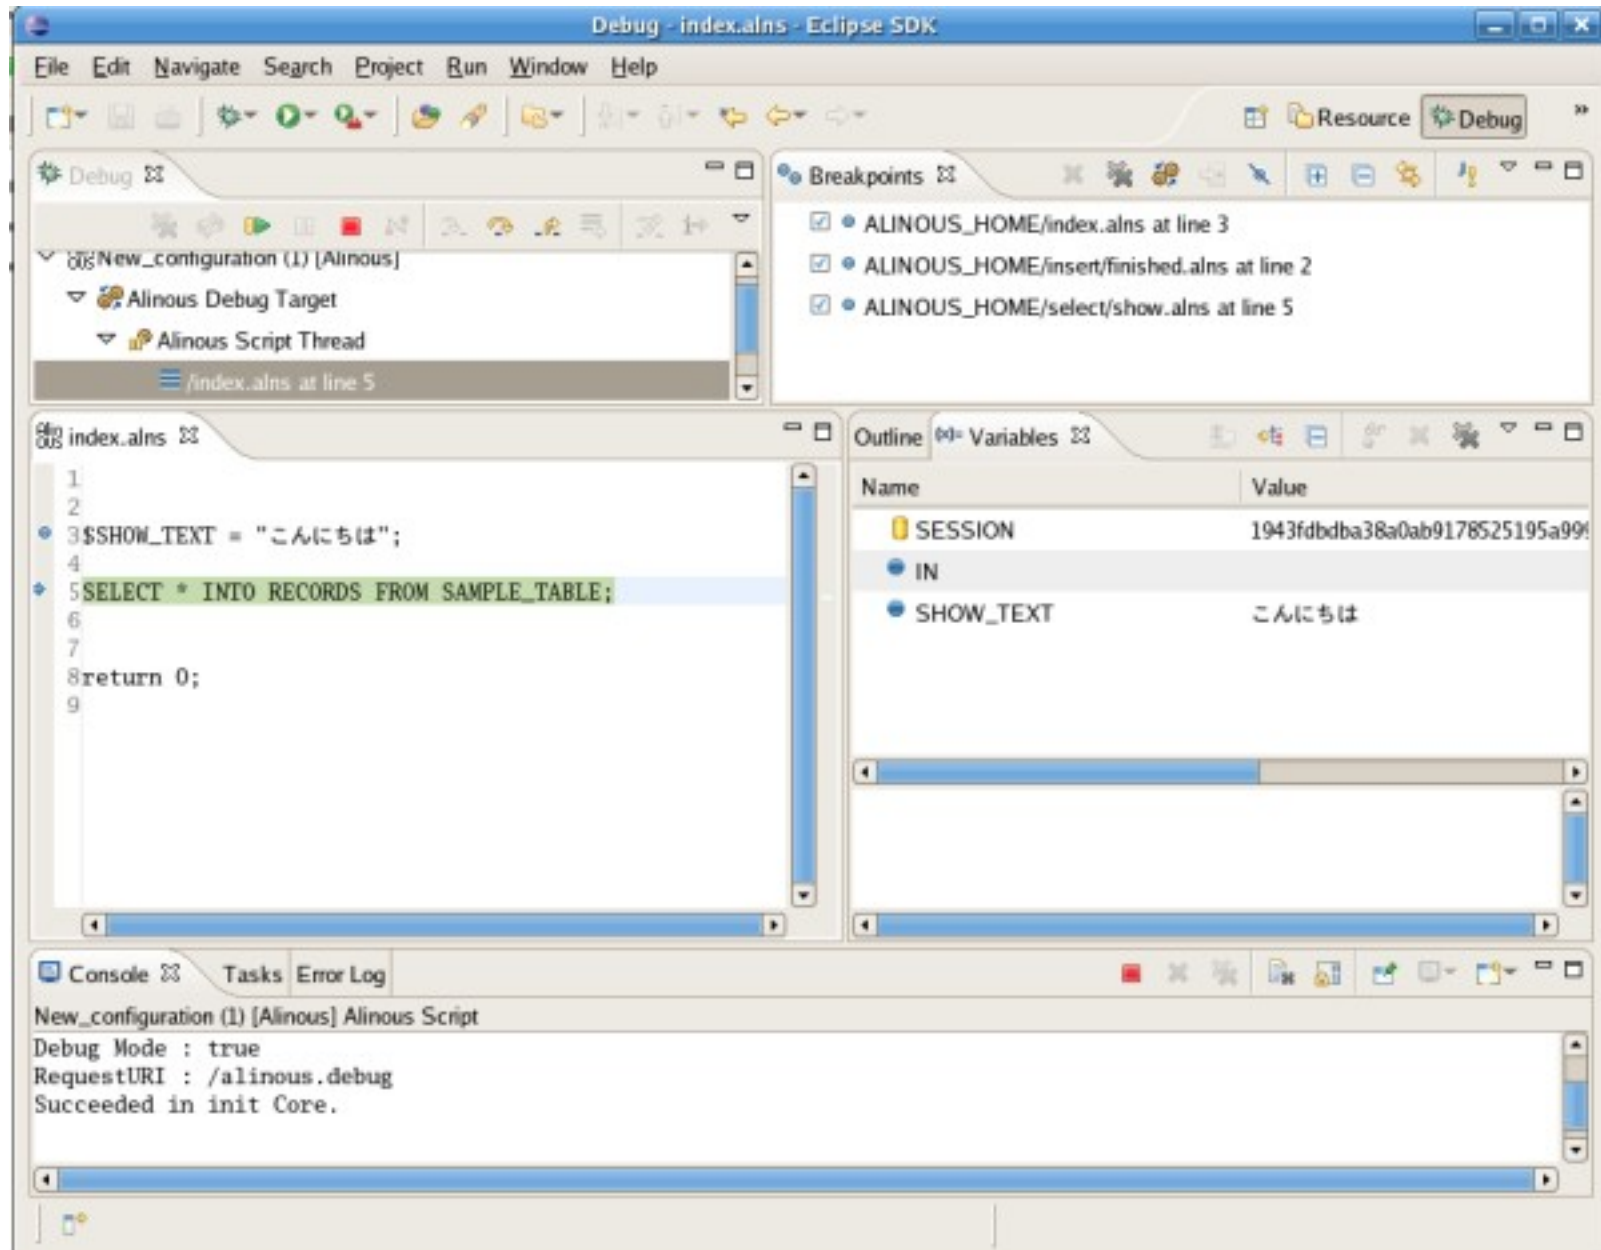 Debug - index.alns - Eclipse SDK
File Edit Navigate Search Project Run Window Help
Resource Debug
Debug
New_configuration (1) [Alinous]
Alinous Debug Target
Alinous Script Thread
/index.alns at line 5
Breakpoints
ALINOUS_HOME/index.alns at line 3
ALINOUS_HOME/insert/finished.alns at line 2
ALINOUS_HOME/select/show.alns at line 5
index.alns
1
2
3 $SHOW_TEXT = "こんにちは";
4
5 SELECT * INTO RECORDS FROM SAMPLE_TABLE;
6
7
8 return 0;
9
Outline Variables
Name Value
SESSION 1943fdbdba38a0ab9178525195a999
IN
SHOW_TEXT こんにちは
Console Tasks Error Log
New_configuration (1) [Alinous] Alinous Script
Debug Mode : true
RequestURI : /alinous.debug
Succeeded in init Core.